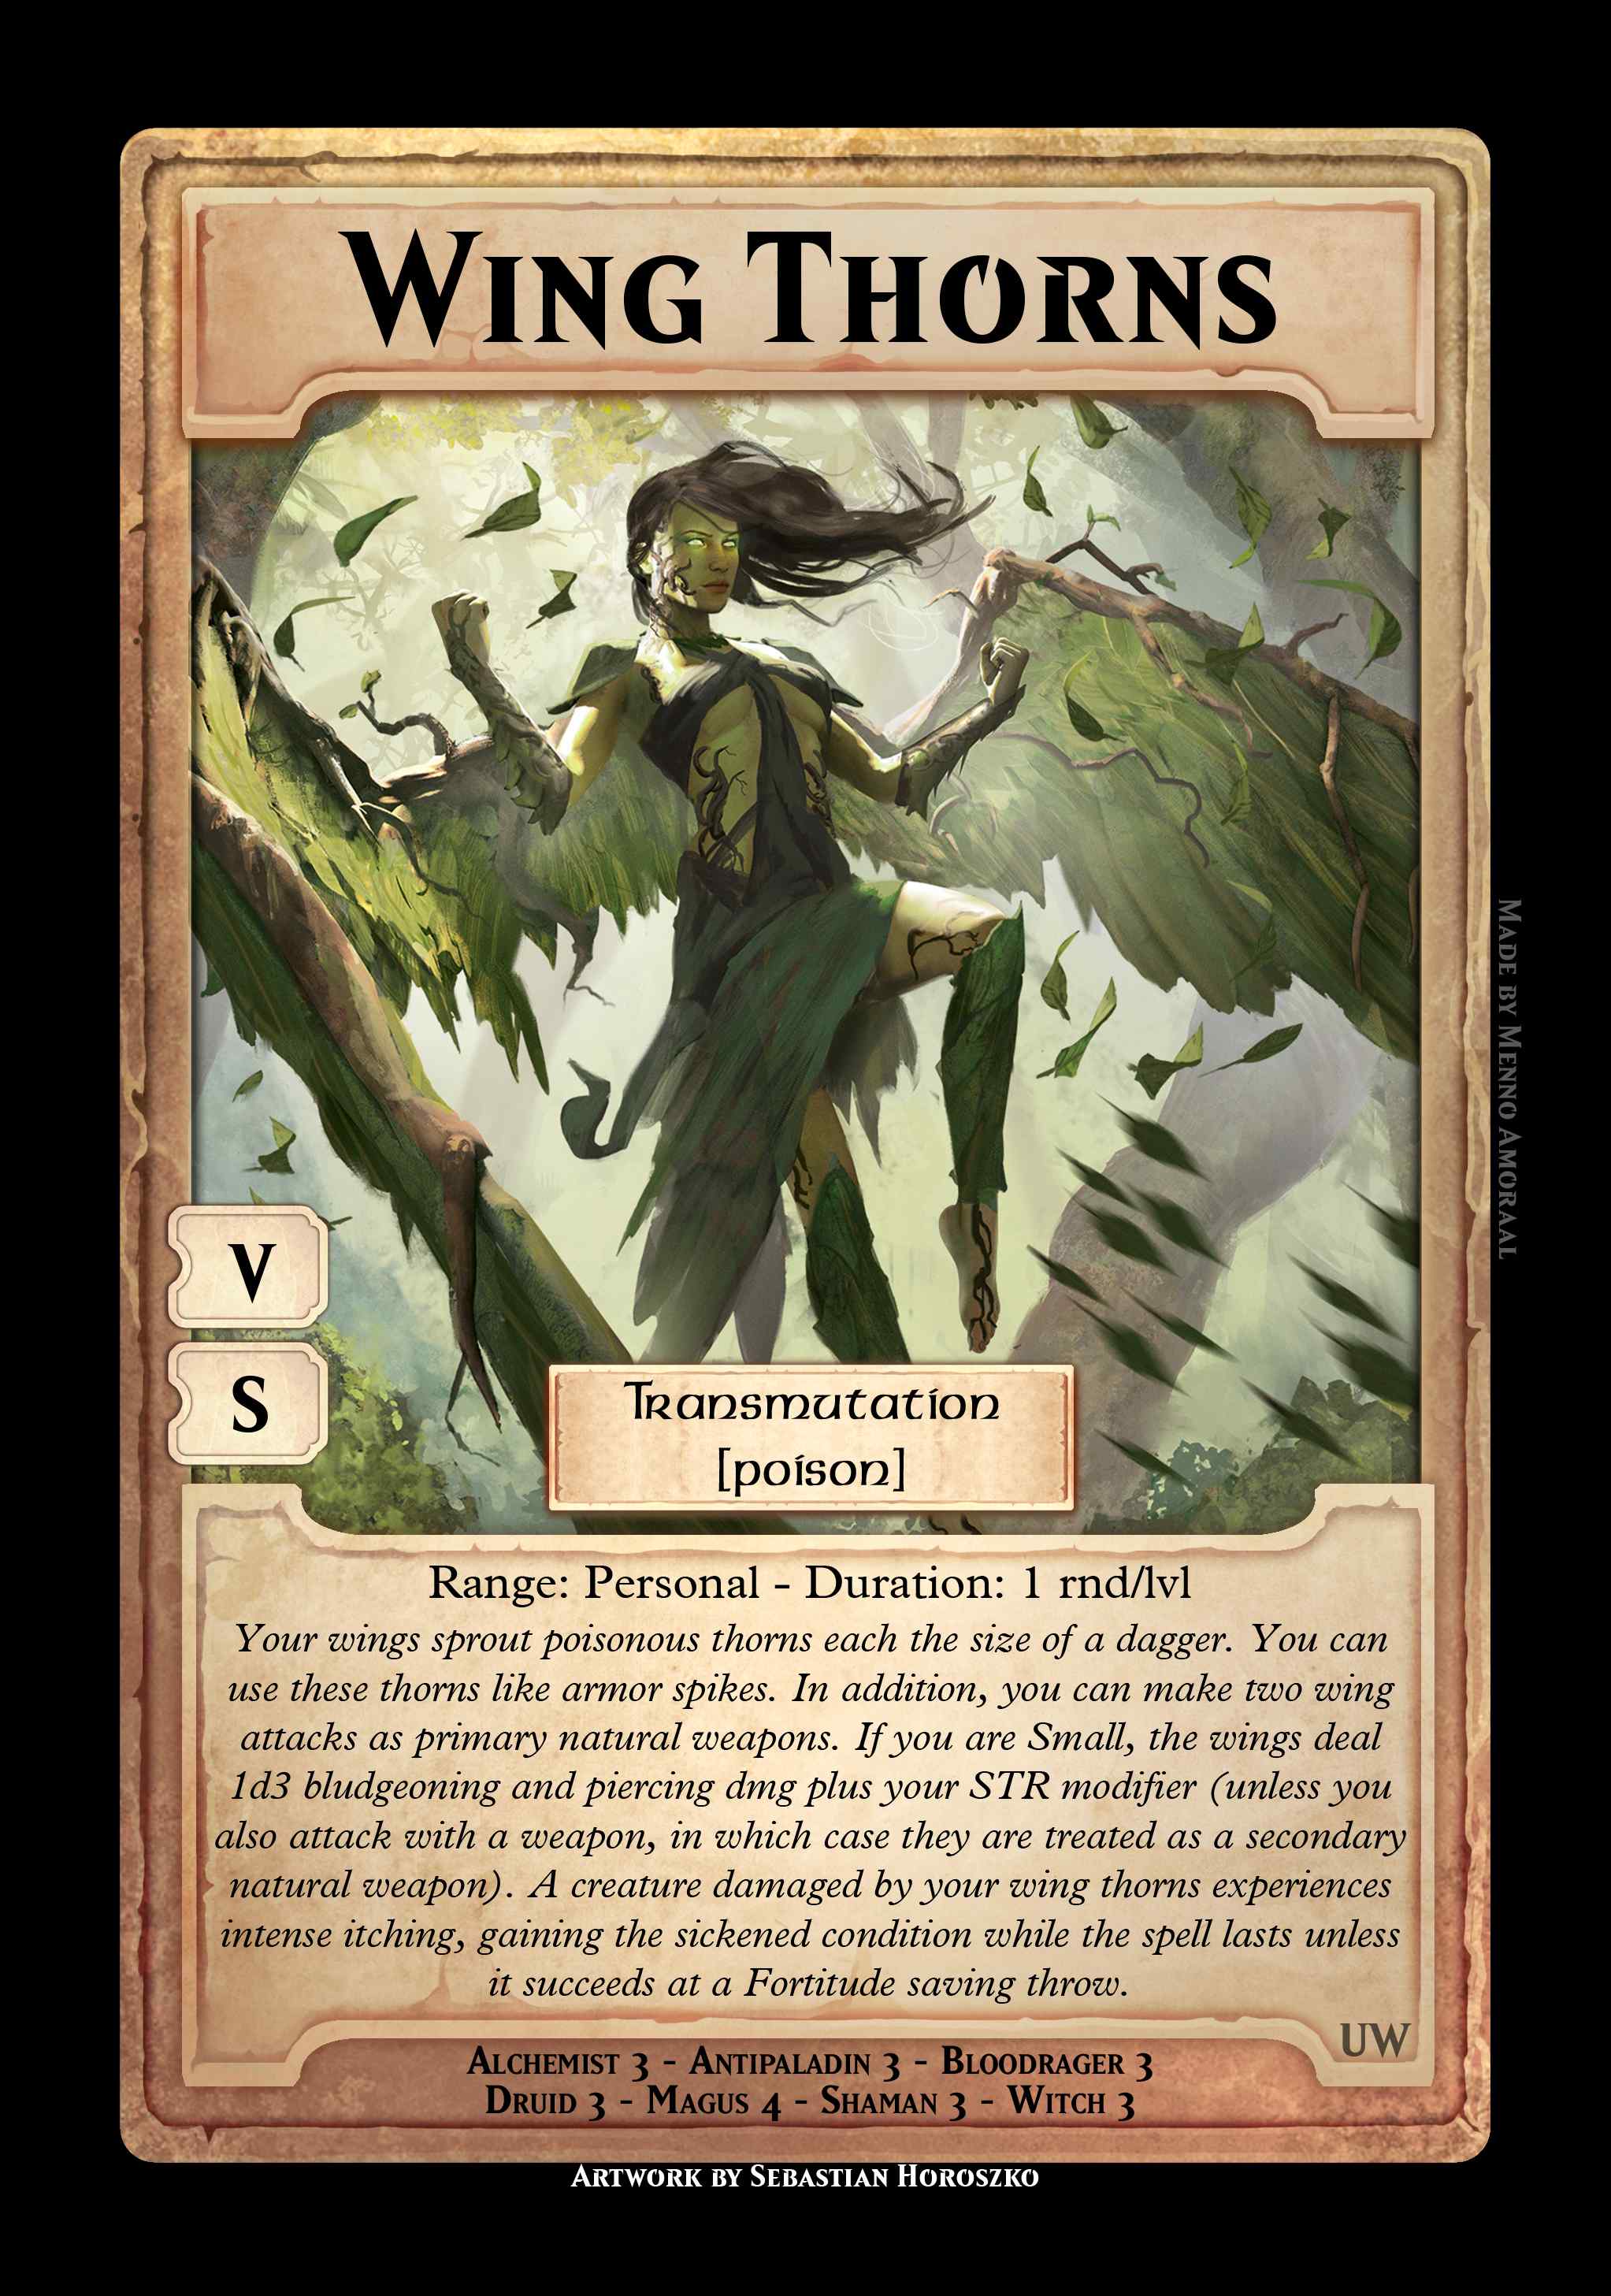 Wing Thorns
V
S
Transmutation
[poison]
Range: Personal - Duration: 1 rnd/lvl
Your wings sprout poisonous thorns each the size of a dagger. You can
use these thorns like armor spikes. In addition, you can make two wing
attacks as primary natural weapons. If you are Small, the wings deal
1d3 bludgeoning and piercing dmg plus your STR modifier (unless you
also attack with a weapon, in which case they are treated as a secondary
natural weapon). A creature damaged by your wing thorns experiences
intense itching, gaining the sickened condition while the spell lasts unless
it succeeds at a Fortitude saving throw.
UW
Alchemist 3 - Antipaladin 3 - Bloodrager 3
Druid 3 - Magus 4 - Shaman 3 - Witch 3
Artwork by Sebastian Horoszko
Made by Menno Amoraal